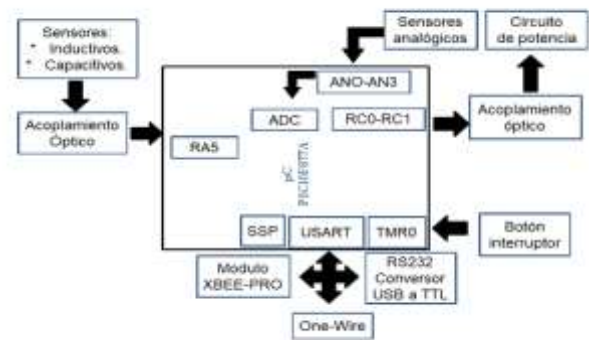 Sensores:
* Inductivos.
* Capacitivos.
Acoplamiento
Óptico
Sensores
analógicos
Circuito
de potencia
ANO-AN3
ADC
RC0-RC1
Acoplamiento
óptico
RA5
µC
SSP
USART
TMR0
Botón
interruptor
Modulo
XBEE-PRO
RS232
Conversor
USB a TTL
One-Wire